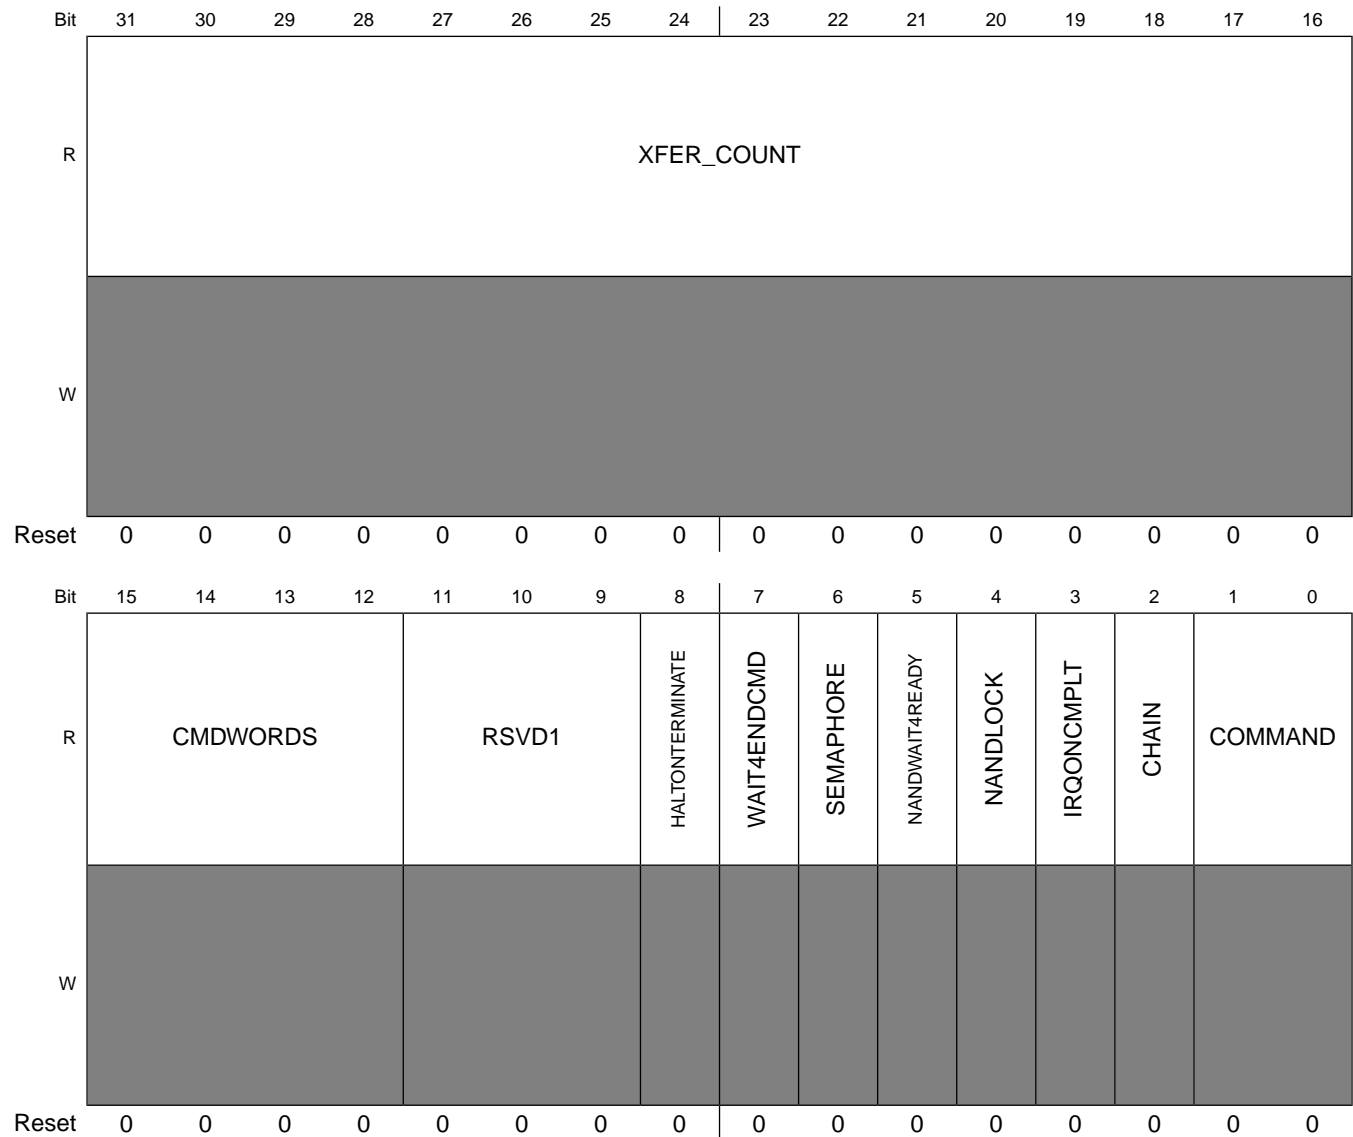 Bit 31 30 29 28 27 26 25 24 23 22 21 20 19 18 17 16
R XFER_COUNT
W
Reset 0 0 0 0 0 0 0 0 0 0 0 0 0 0 0 0
Bit 15 14 13 12 11 10 9 8 7 6 5 4 3 2 1 0
R CMDWORDS RSVD1 HALTONTERMINATE WAIT4ENDCMD SEMAPHORE NANDWAIT4READY NANDLOCK IRQONCMPLT CHAIN COMMAND
W
Reset 0 0 0 0 0 0 0 0 0 0 0 0 0 0 0 0